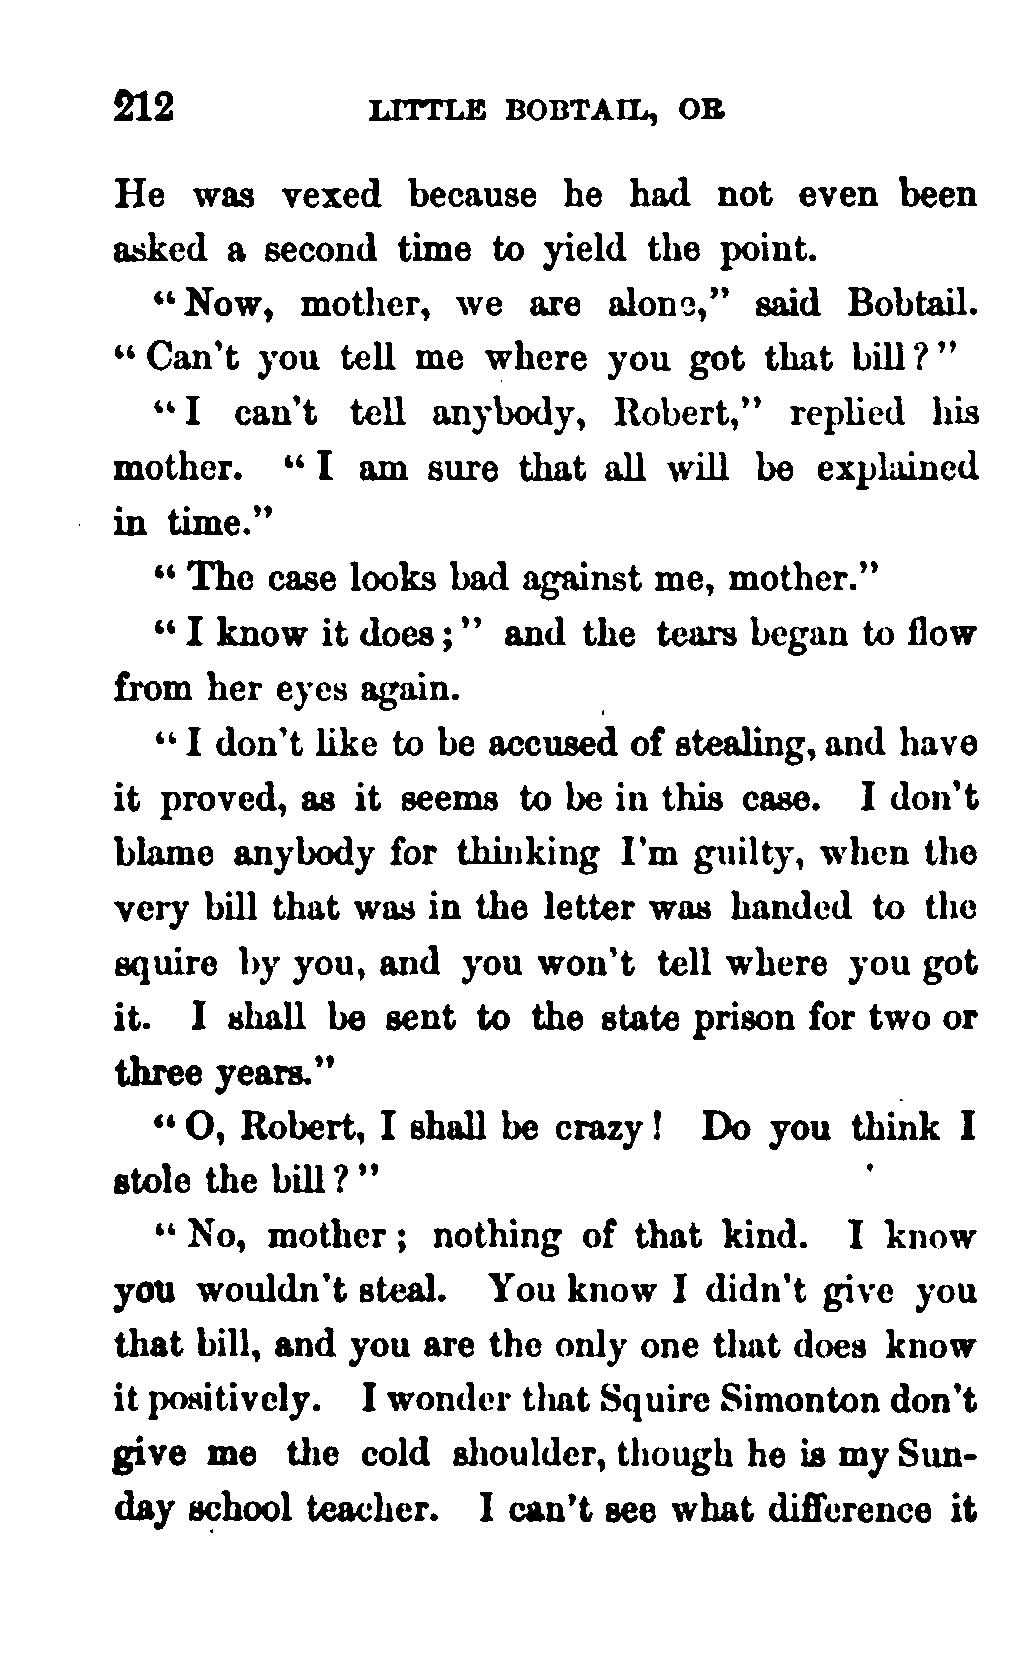 212 LITTLE BOBTAIL, OR
He was vexed because he had not even been
asked a second time to yield the point.
"Now, mother, we are alone," said Bobtail.
"Can't you tell me where you got that bill?"
"I can't tell anybody, Robert," replied his
mother. "I am sure that all will be explained
in time."
"The case looks bad against me, mother."
"I know it does;" and the tears began to flow
from her eyes again.
"I don't like to be accused of stealing, and have
it proved, as it seems to be in this case. I don't
blame anybody for thinking I'm guilty, when the
very bill that was in the letter was handed to the
squire by you, and you won't tell where you got
it. I shall be sent to the state prison for two or
three years."
"O, Robert, I shall be crazy! Do you think I
stole the bill?"
"No, mother; nothing of that kind. I know
you wouldn't steal. You know I didn't give you
that bill, and you are the only one that does know
it positively. I wonder that Squire Simonton don't
give me the cold shoulder, though he is my Sun-
day school teacher. I can't see what difference it